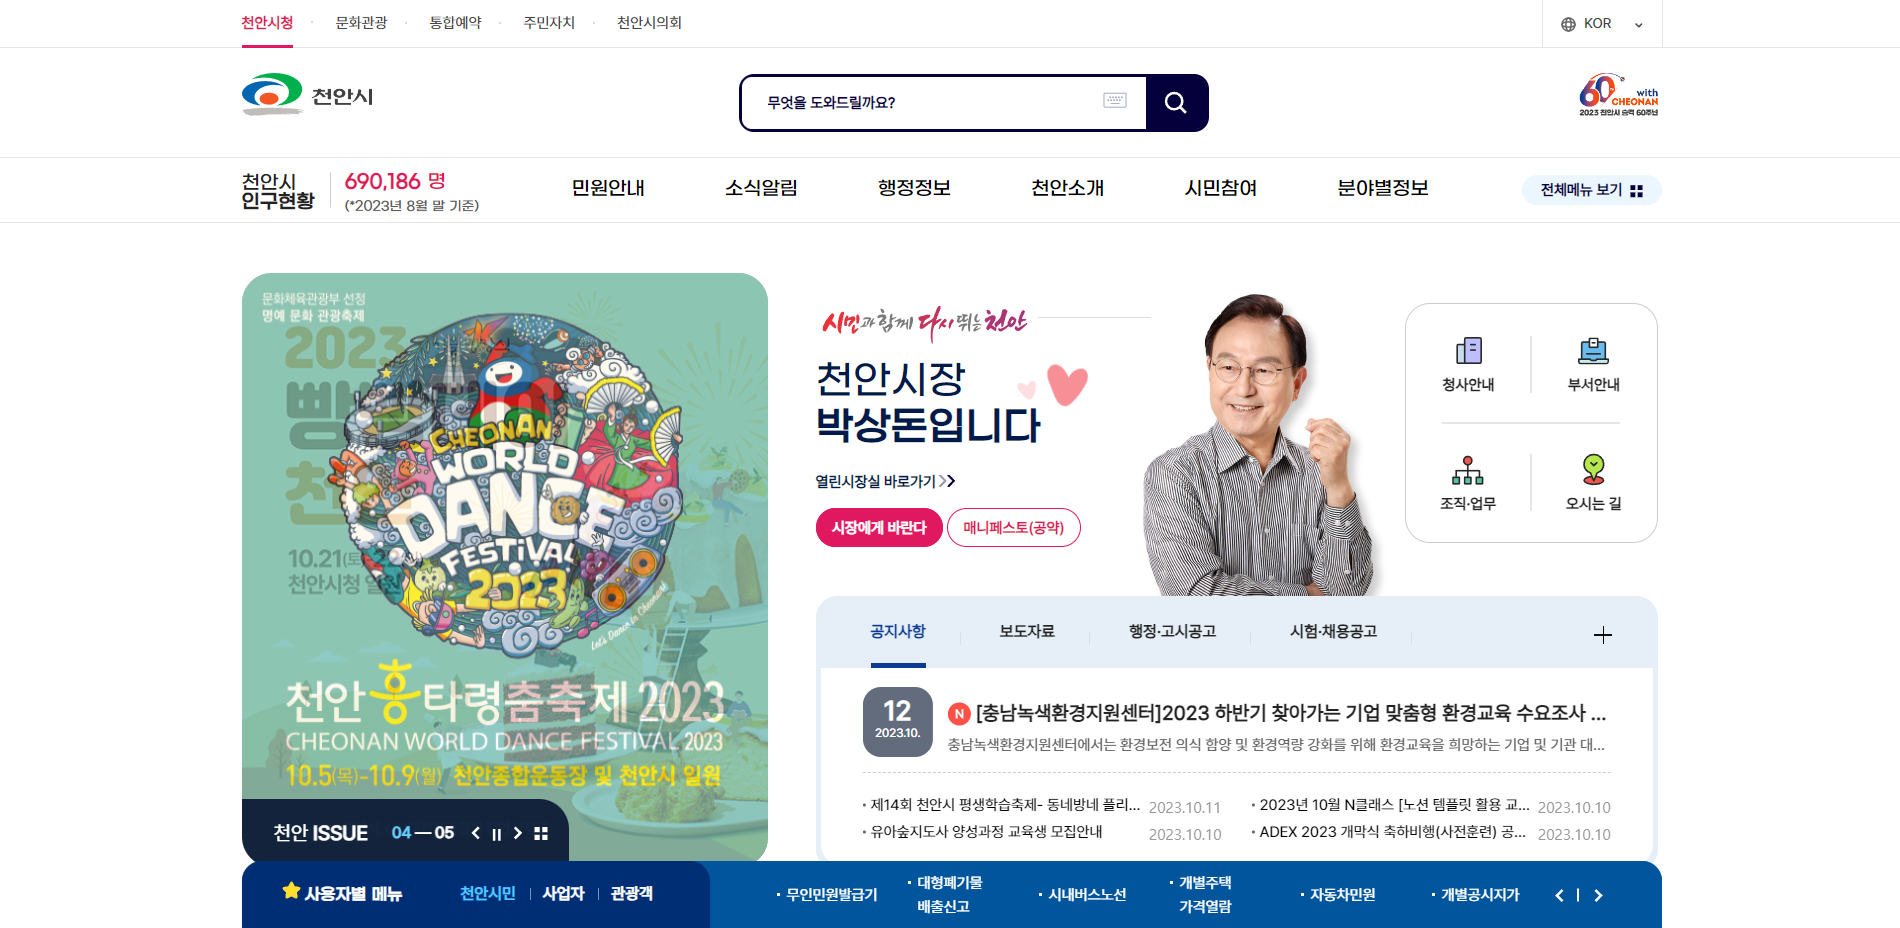 천안시청
문화관광
통합예약
주민자치
천안시의회
KOR
천안시
무엇을 도와드릴까요?
60 with
CHEONAN
2023 천안시 승격 60주년
천안시
인구현황
690,186 명
(*2023년 8월 말 기준)
민원안내
소식알림
행정정보
천안소개
시민참여
분야별정보
전체메뉴 보기
문화체육관광부 선정
명예 문화 관광축제
2023
빵
천
10.21(토)
천안시청 일원
CHEONAN
WORLD
DANCE
FESTIVAL
2023
Let's Dance in Cheonan!
천안흥타령춤축제 2023
CHEONAN WORLD DANCE FESTIVAL 2023
10.5(목)-10.9(월) 천안종합운동장 및 천안시 일원
천안 ISSUE 04 — 05
시민과 함께 다시 뛰는 천안
천안시장
박상돈입니다
열린시장실 바로가기
시장에게 바란다
매니페스토(공약)
청사안내
부서안내
조직·업무
오시는 길
공지사항
보도자료
행정·고시공고
시험·채용공고
12
2023.10.
N [충남녹색환경지원센터]2023 하반기 찾아가는 기업 맞춤형 환경교육 수요조사 ...
충남녹색환경지원센터에서는 환경보전 의식 함양 및 환경역량 강화를 위해 환경교육을 희망하는 기업 및 기관 대...
· 제14회 천안시 평생학습축제- 동네방네 플리... 2023.10.11
· 2023년 10월 N클래스 [노션 템플릿 활용 교... 2023.10.10
· 유아숲지도사 양성과정 교육생 모집안내 2023.10.10
· ADEX 2023 개막식 축하비행(사전훈련) 공... 2023.10.10
사용자별 메뉴
천안시민
사업자
관광객
· 무인민원발급기
· 대형폐기물
배출신고
· 시내버스노선
· 개별주택
가격열람
· 자동차민원
· 개별공시지가